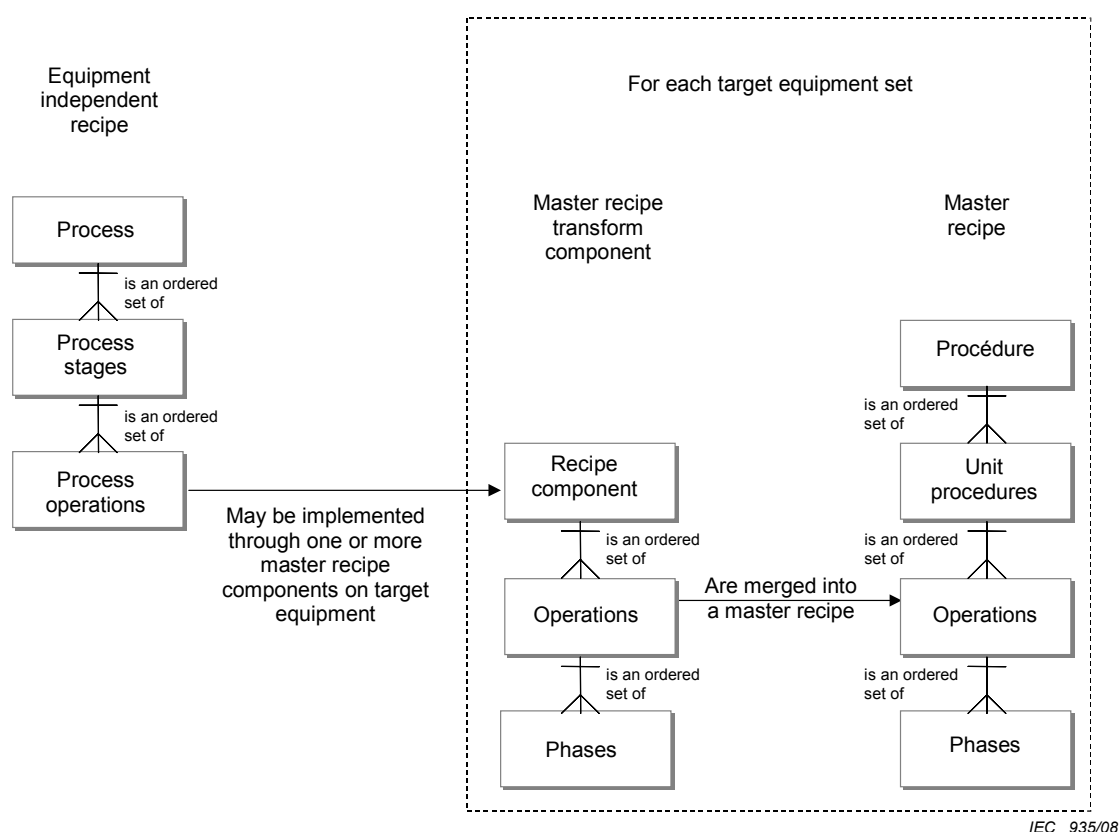 Equipment
independent
recipe
For each target equipment set
Master recipe
transform
component
Master
recipe
Process
is an ordered
set of
Process
stages
is an ordered
set of
Process
operations
May be implemented
through one or more
master recipe
components on target
equipment
Recipe
component
is an ordered
set of
Operations
is an ordered
set of
Phases
Are merged into
a master recipe
Procédure
is an ordered
set of
Unit
procedures
is an ordered
set of
Operations
is an ordered
set of
Phases
IEC 935/08